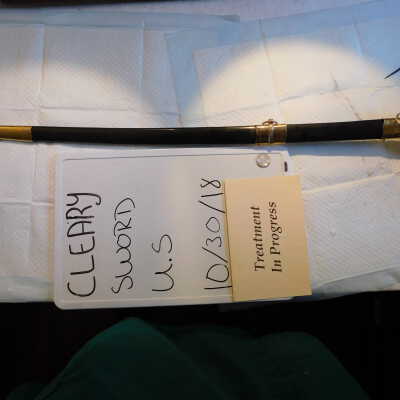 CLEARY
SWORD
U.S
10/30/18
Treatment
In Progress